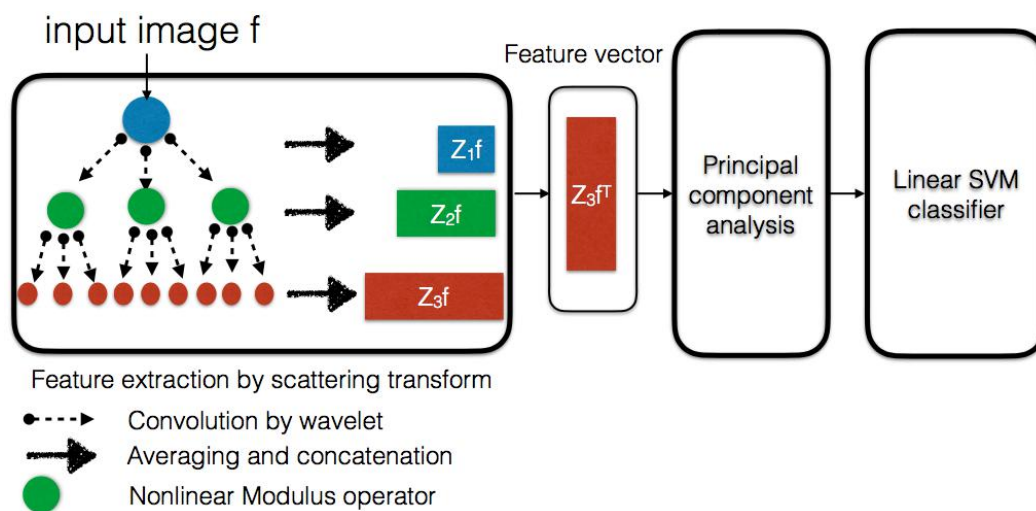 input image f
Feature vector
Z₁f
Z₂f
Z₃f
Z₃fᵀ
Principal
component
analysis
Linear SVM
classifier
Feature extraction by scattering transform
Convolution by wavelet
Averaging and concatenation
Nonlinear Modulus operator